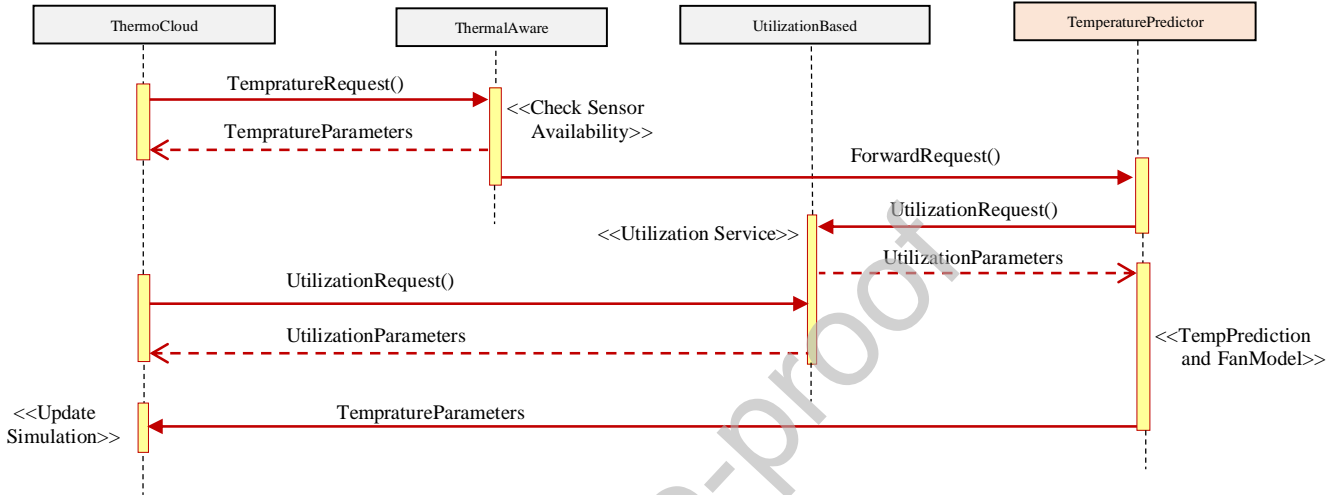 ThermoCloud
ThermalAware
UtilizationBased
TemperaturePredictor
TempratureRequest()
<<Check Sensor
Availability>>
TempratureParameters
ForwardRequest()
UtilizationRequest()
<<Utilization Service>>
UtilizationParameters
UtilizationRequest()
UtilizationParameters
<<TempPrediction
and FanModel>>
<<Update
Simulation>>
TempratureParameters
-proof